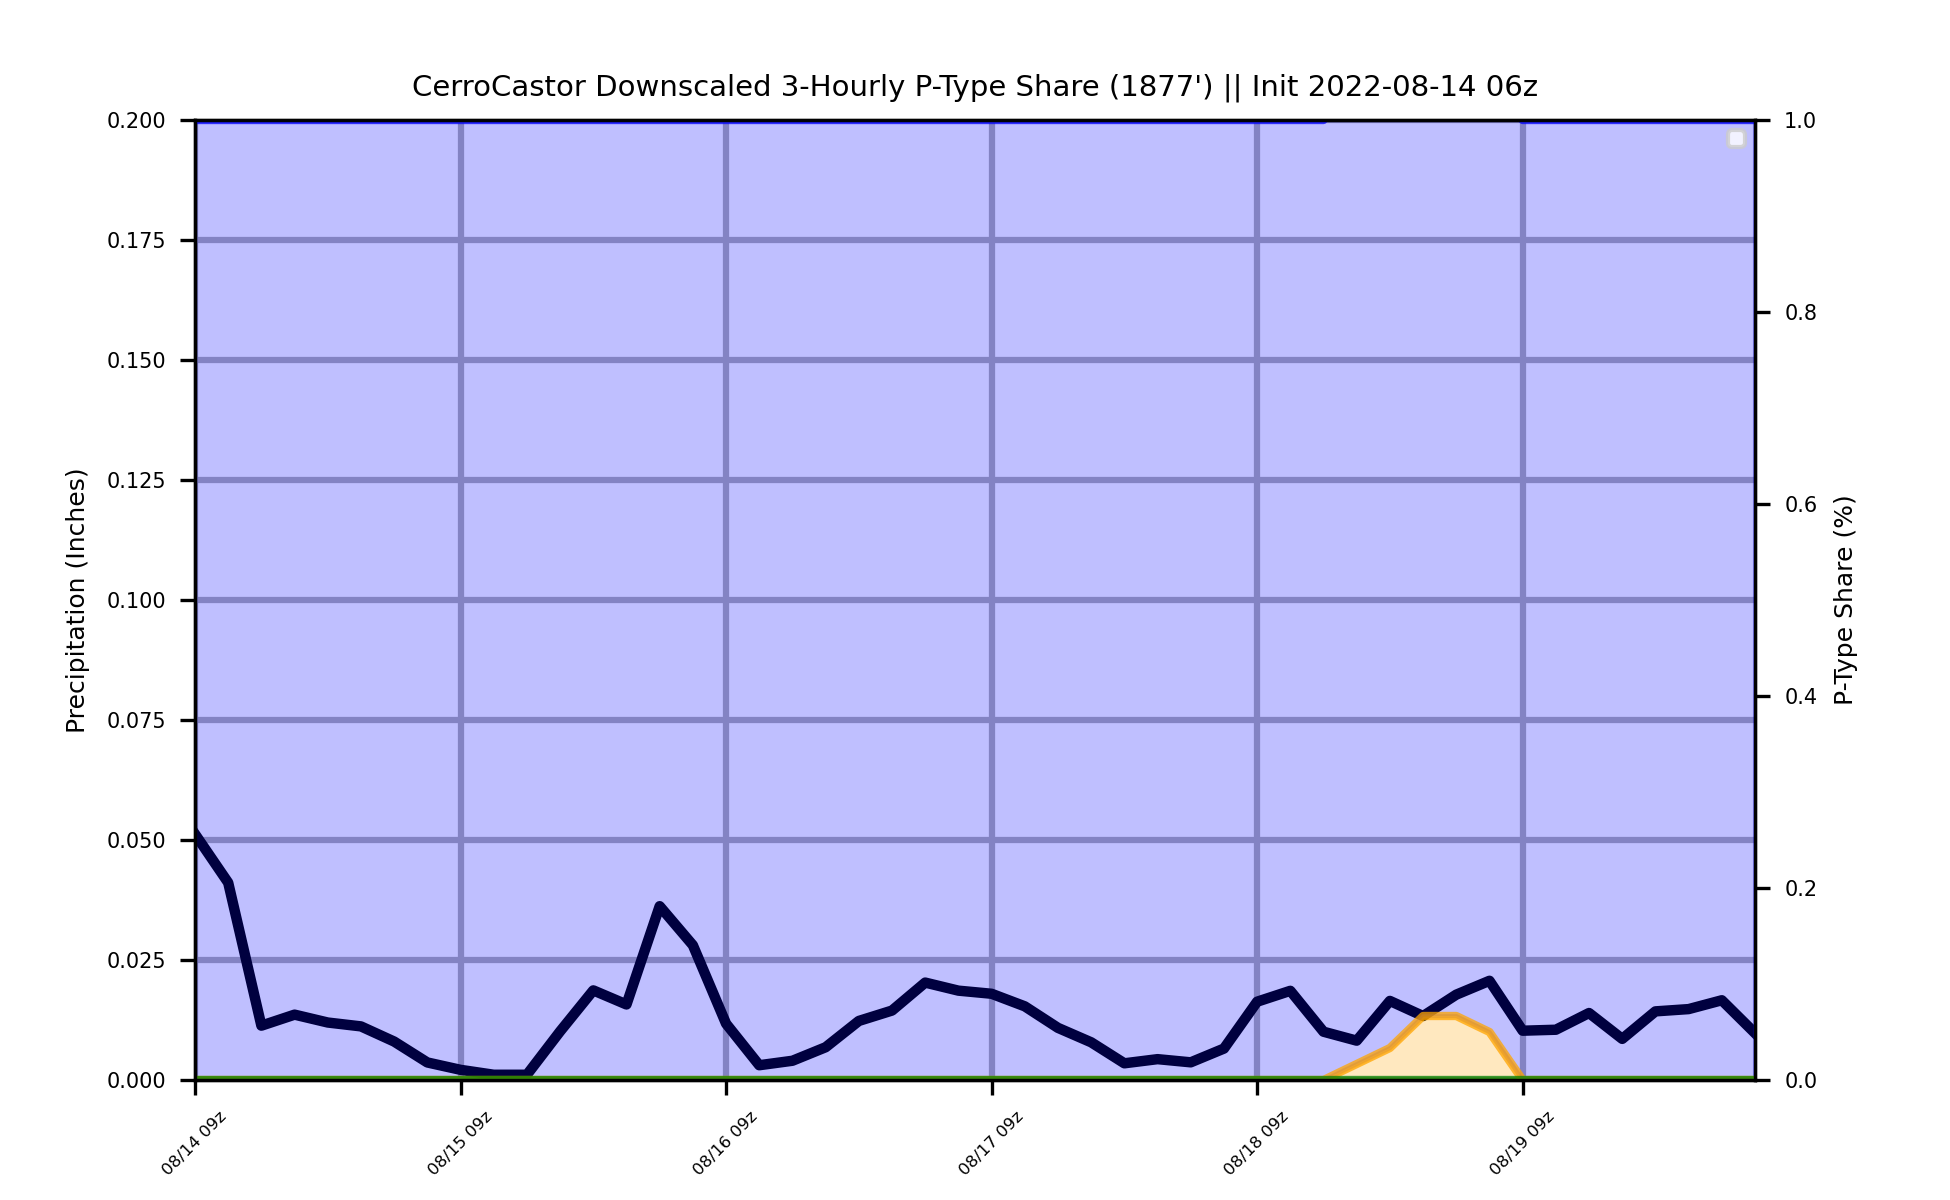 CerroCastor Downscaled 3-Hourly P-Type Share (1877') || Init 2022-08-14 06z
0.200
0.175
0.150
0.125
0.100
0.075
0.050
0.025
0.000
Precipitation (Inches)
1.0
0.8
0.6
0.4
0.2
0.0
P-Type Share (%)
08/14 09z
08/15 09z
08/16 09z
08/17 09z
08/18 09z
08/19 09z